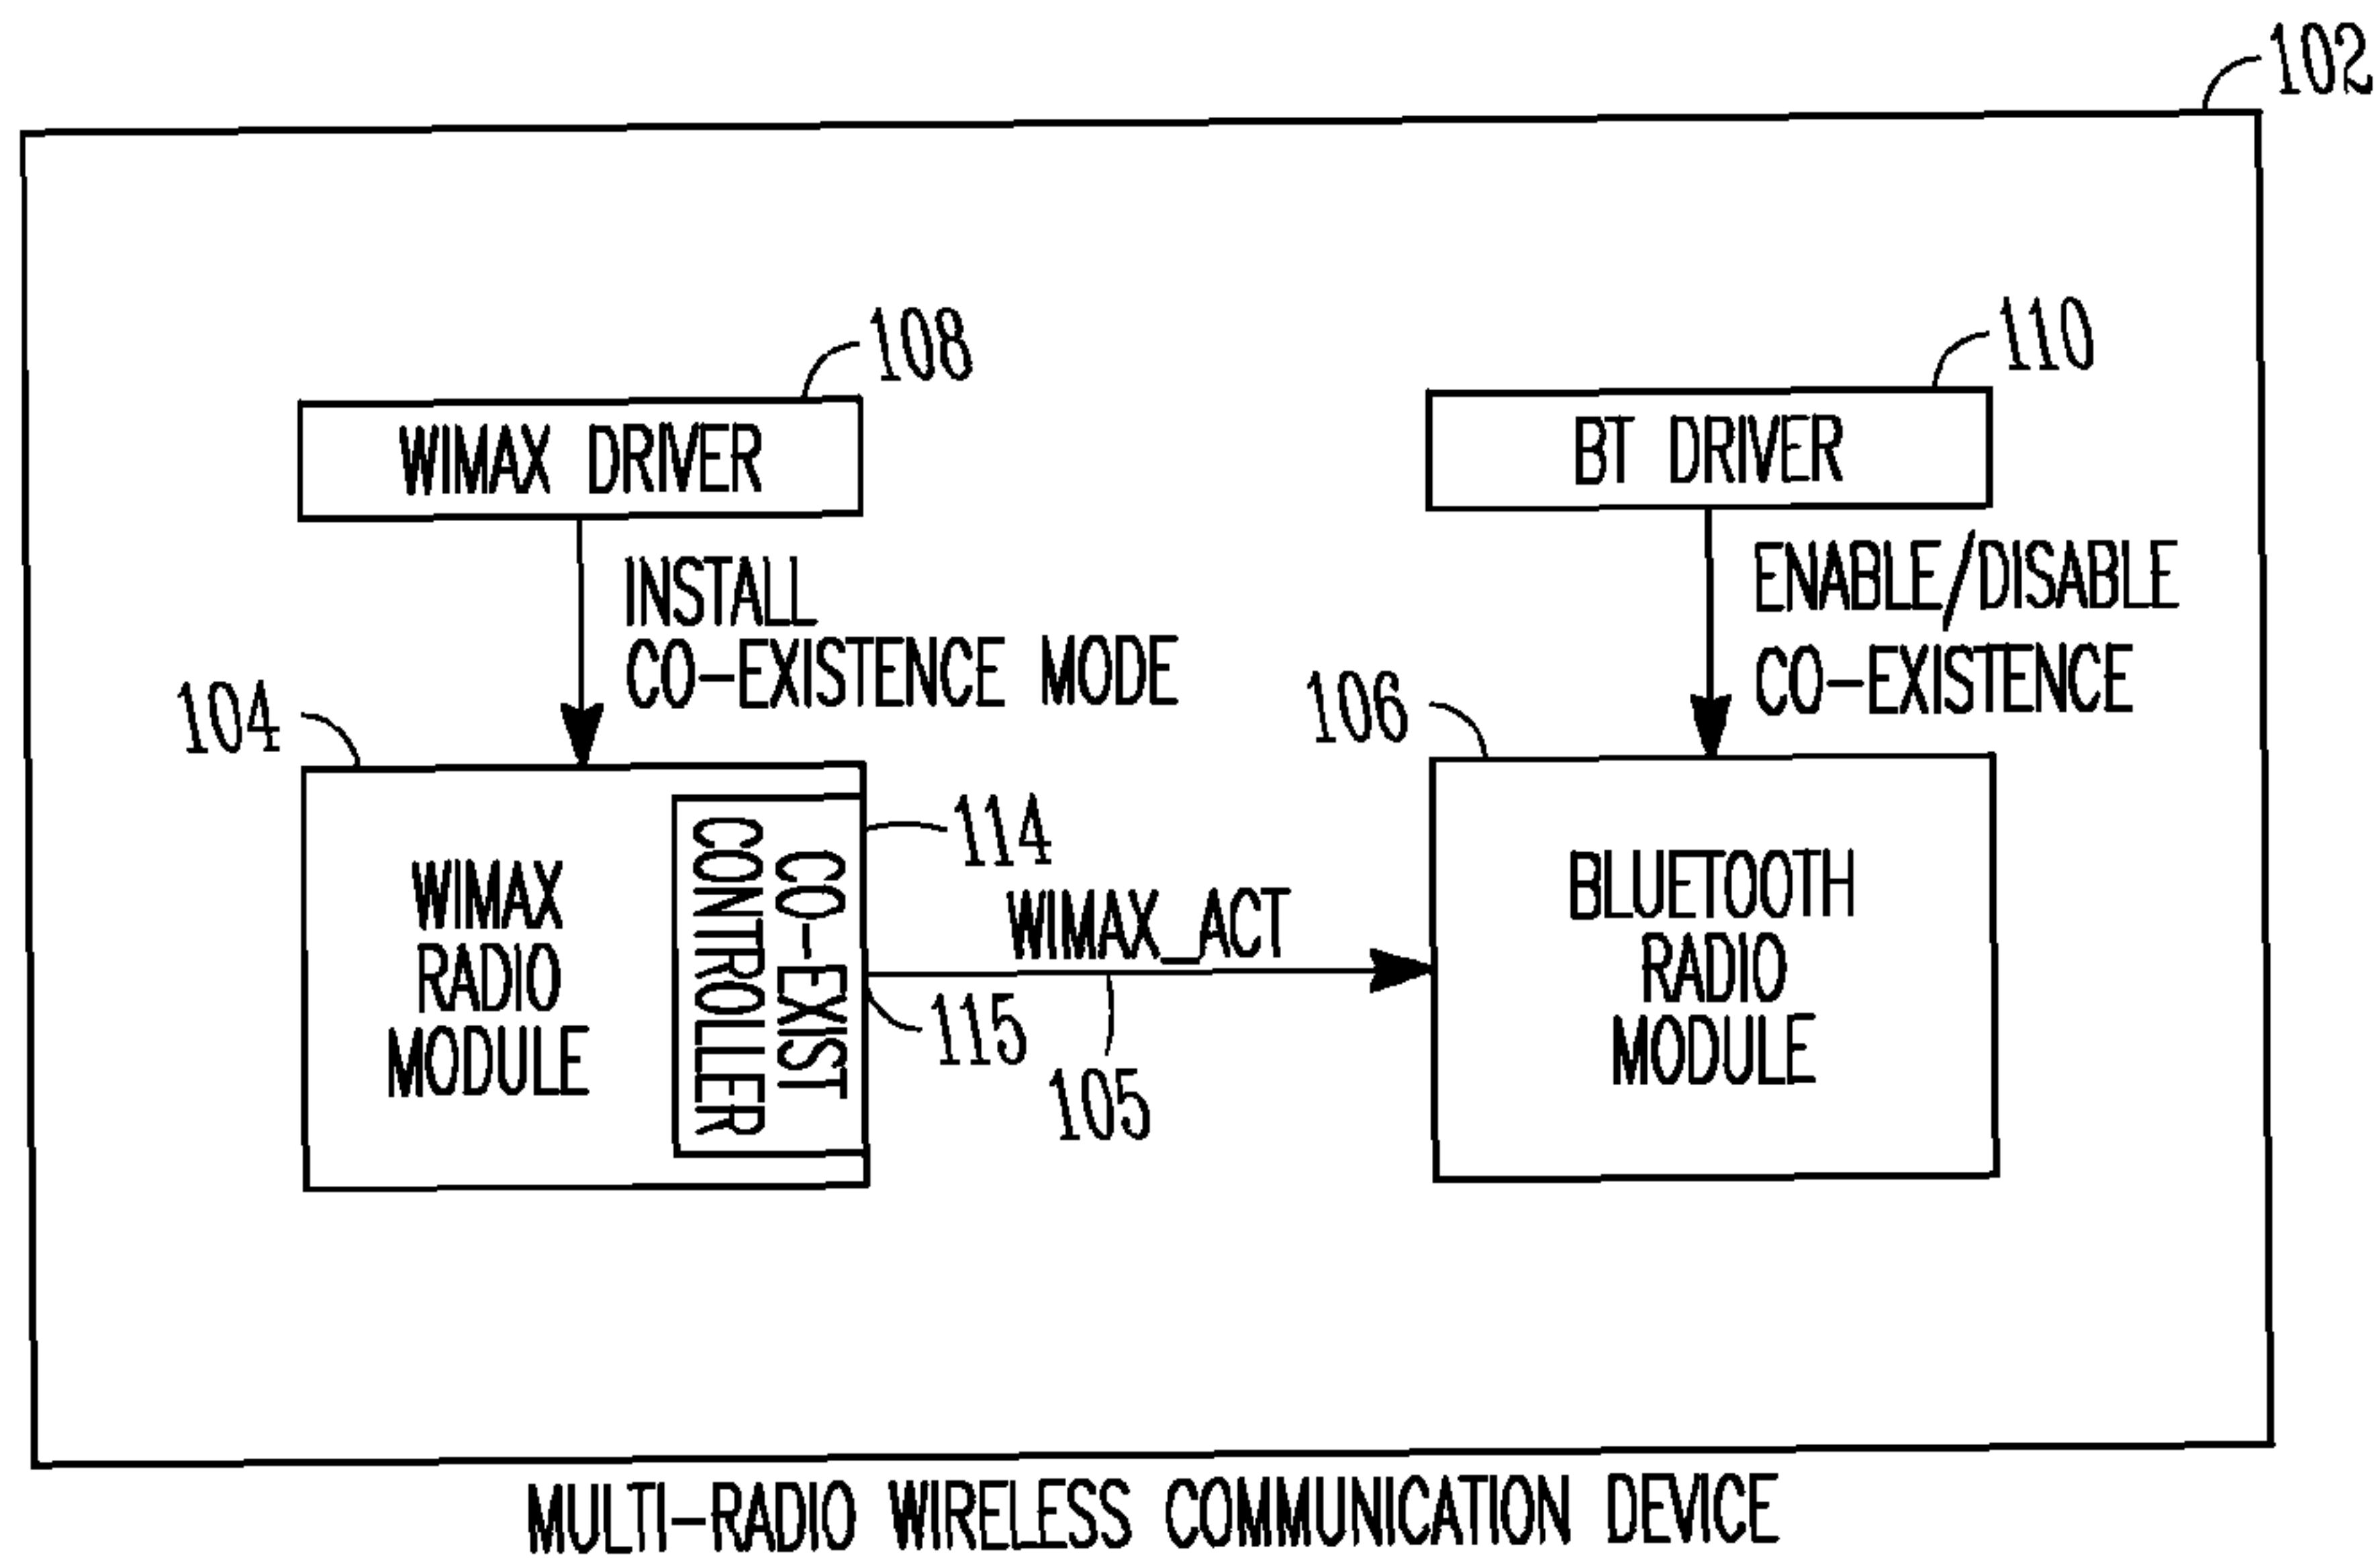 102
108
110
WIMAX DRIVER
BT DRIVER
INSTALL
CO-EXISTENCE MODE
ENABLE/DISABLE
CO-EXISTENCE
104
106
WIMAX
RADIO
MODULE
CO-EXIST
CONTROLLER
114
WIMAX_ACT
115
105
BLUETOOTH
RADIO
MODULE
MULTI-RADIO WIRELESS COMMUNICATION DEVICE